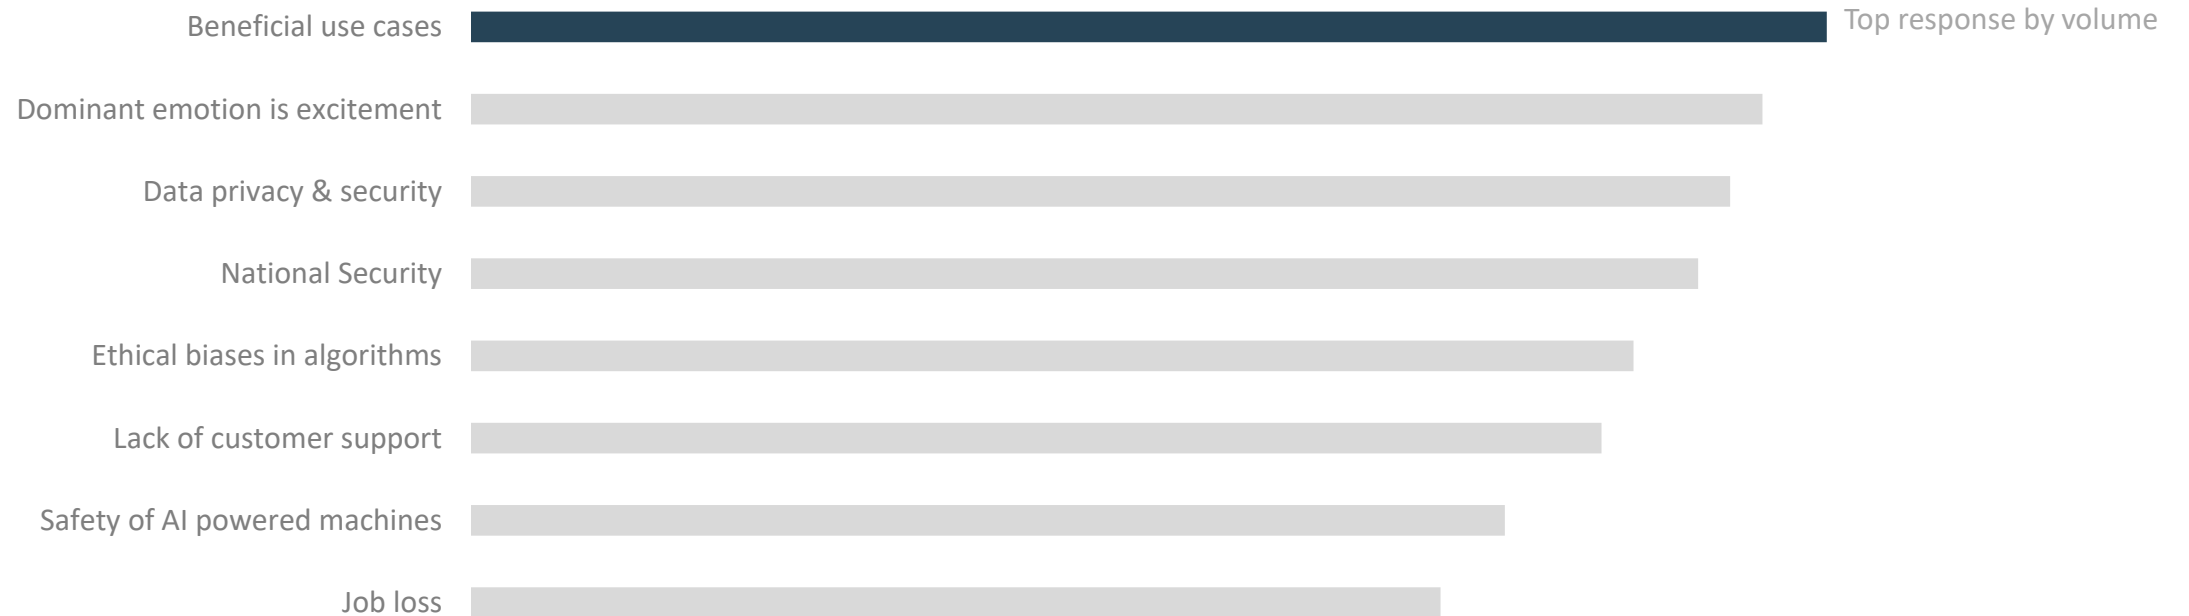 Beneficial use cases
Top response by volume
Dominant emotion is excitement
Data privacy & security
National Security
Ethical biases in algorithms
Lack of customer support
Safety of AI powered machines
Job loss